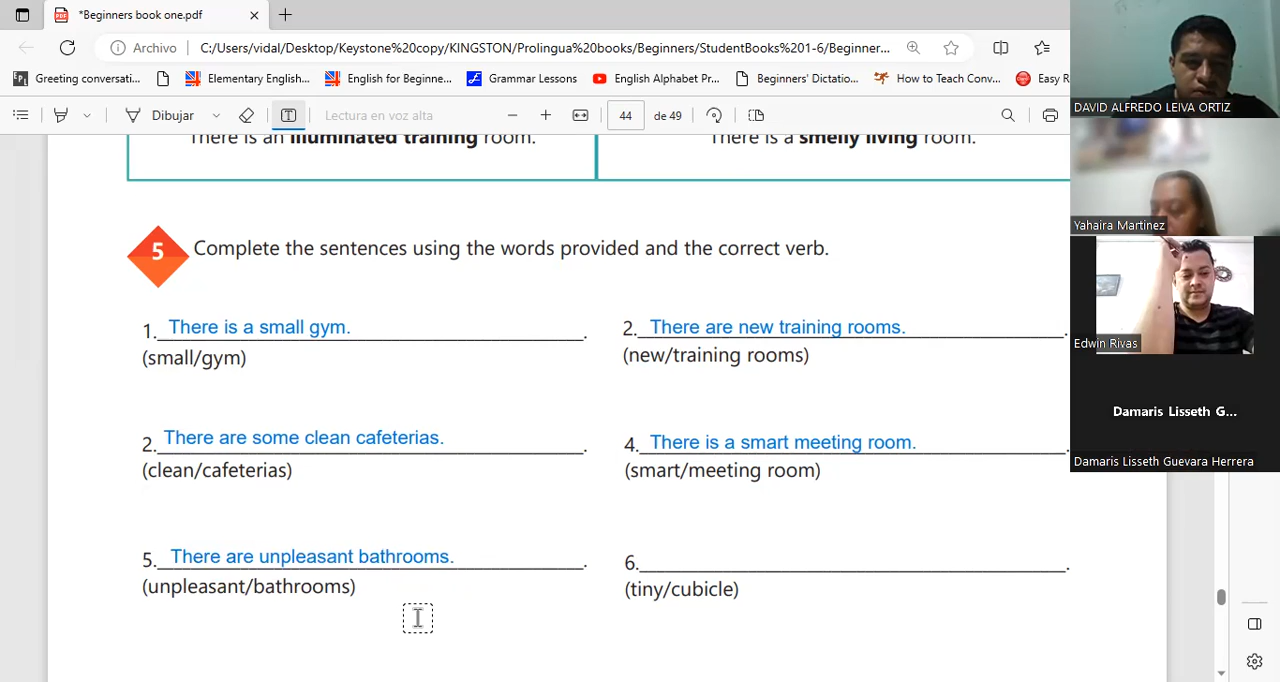 *Beginners book one.pdf
Archivo
C:/Users/vidal/Desktop/Keystone%20copy/KINGSTON/Prolingua%20books/Beginners/StudentBooks%201-6/Beginner...
Greeting conversati...
Elementary English...
English for Beginne...
Grammar Lessons
English Alphabet Pr...
Beginners' Dictatio...
How to Teach Conv...
Easy R
Dibujar
Lectura en voz alta
44 de 49
There is an illuminated training room.
There is a smelly living room.
5 Complete the sentences using the words provided and the correct verb.
1. There is a small gym. .
(small/gym)
2. There are new training rooms. .
(new/training rooms)
2. There are some clean cafeterias. .
(clean/cafeterias)
4. There is a smart meeting room. .
(smart/meeting room)
5. There are unpleasant bathrooms. .
(unpleasant/bathrooms)
6. .
(tiny/cubicle)
DAVID ALFREDO LEIVA ORTIZ
Yahaira Martinez
Edwin Rivas
Damaris Lisseth G...
Damaris Lisseth Guevara Herrera